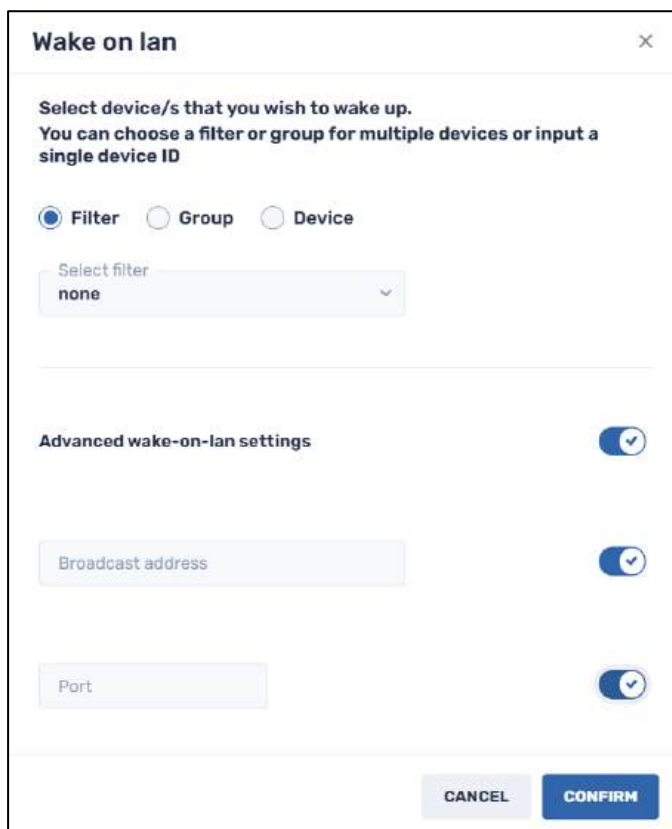 Wake on lan
Select device/s that you wish to wake up.
You can choose a filter or group for multiple devices or input a
single device ID
Filter Group Device
Select filter
none
Advanced wake-on-lan settings
Broadcast address
Port
CANCEL CONFIRM